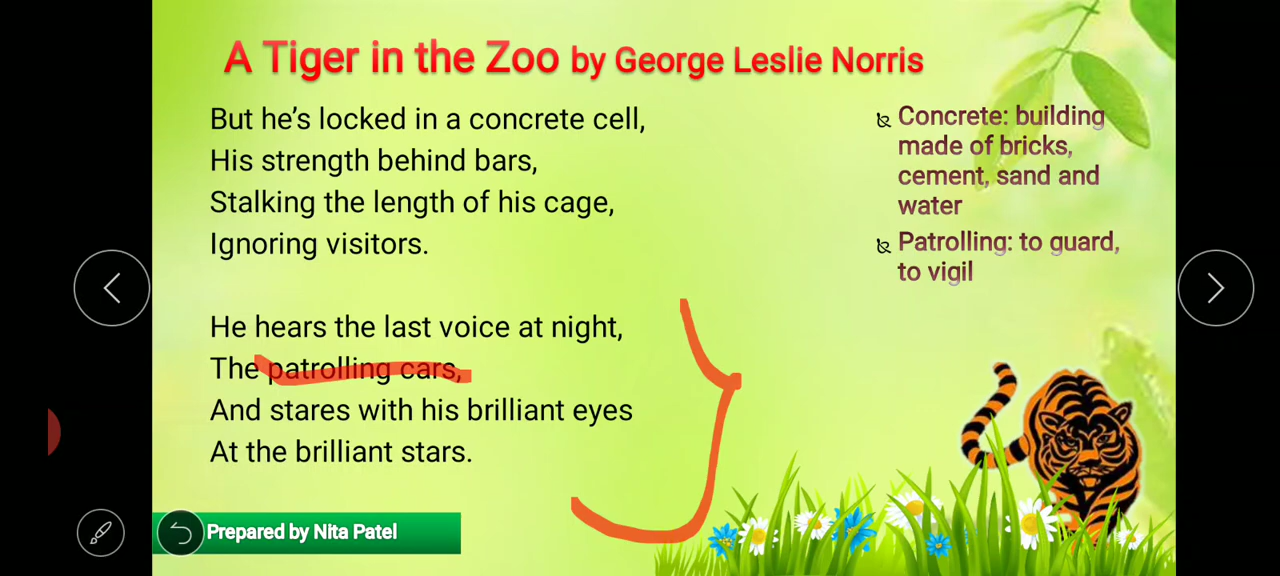 A Tiger in the Zoo by George Leslie Norris
But he's locked in a concrete cell,
His strength behind bars,
Stalking the length of his cage,
Ignoring visitors.
He hears the last voice at night,
The patrolling cars,
And stares with his brilliant eyes
At the brilliant stars.
Concrete: building
made of bricks,
cement, sand and
water
Patrolling: to guard,
to vigil
Prepared by Nita Patel